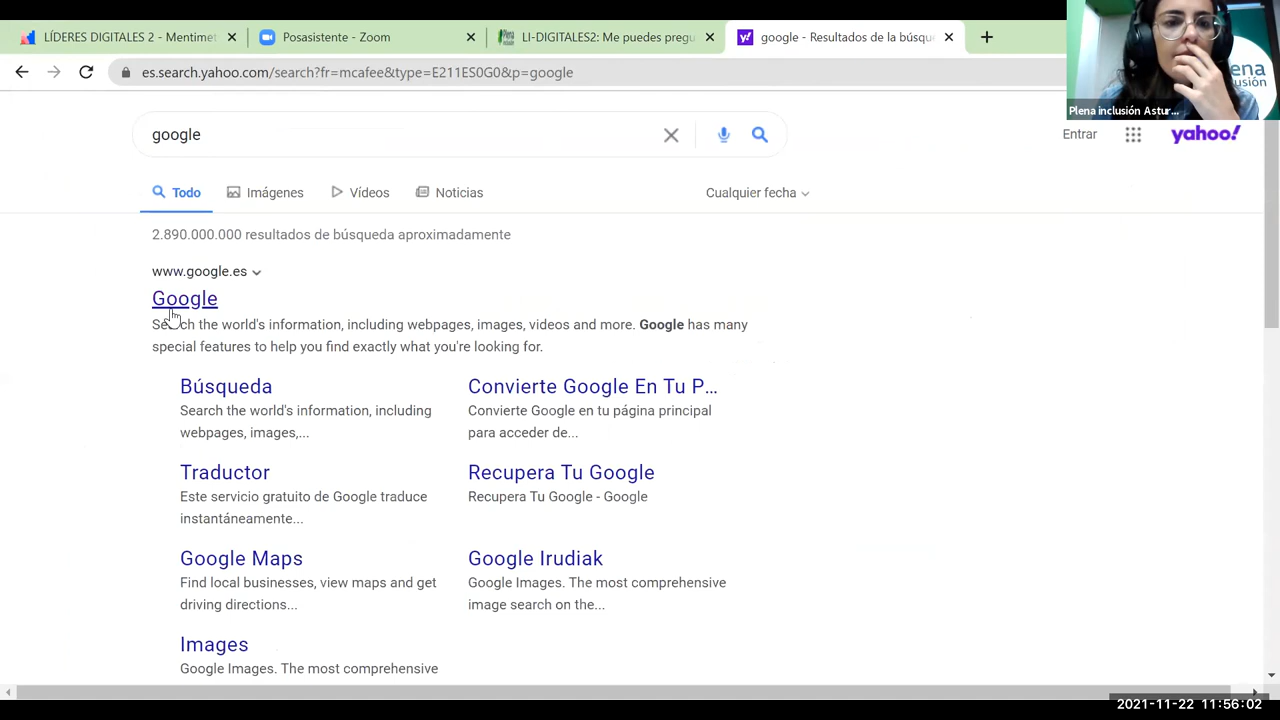 LÍDERES DIGITALES 2 - Mentimet
Posasistente - Zoom
LI-DIGITALES2: Me puedes pregu
google - Resultados de la búsqu
es.search.yahoo.com/search?fr=mcafee&type=E211ES0G0&p=google
ena
usión
Plena inclusión Astur...
google
Entrar
yahoo!
Todo
Imágenes
Vídeos
Noticias
Cualquier fecha
2.890.000.000 resultados de búsqueda aproximadamente
www.google.es
Google
Search the world's information, including webpages, images, videos and more. Google has many
special features to help you find exactly what you're looking for.
Búsqueda
Search the world's information, including
webpages, images,...
Convierte Google En Tu P...
Convierte Google en tu página principal
para acceder de...
Traductor
Este servicio gratuito de Google traduce
instantáneamente...
Recupera Tu Google
Recupera Tu Google - Google
Google Maps
Find local businesses, view maps and get
driving directions...
Google Irudiak
Google Images. The most comprehensive
image search on the...
Images
Google Images. The most comprehensive
2021-11-22 11:56:02